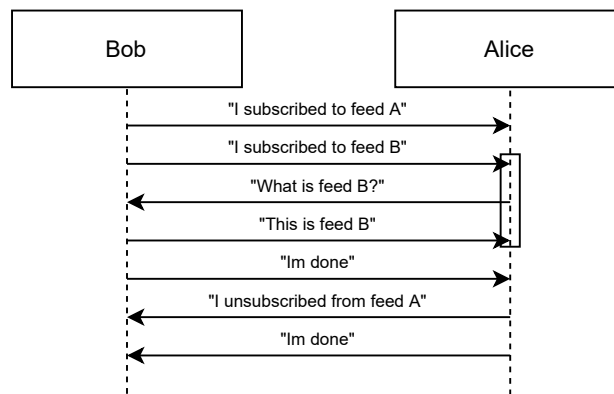 Bob
Alice
"I subscribed to feed A"
"I subscribed to feed B"
"What is feed B?"
"This is feed B"
"Im done"
"I unsubscribed from feed A"
"Im done"